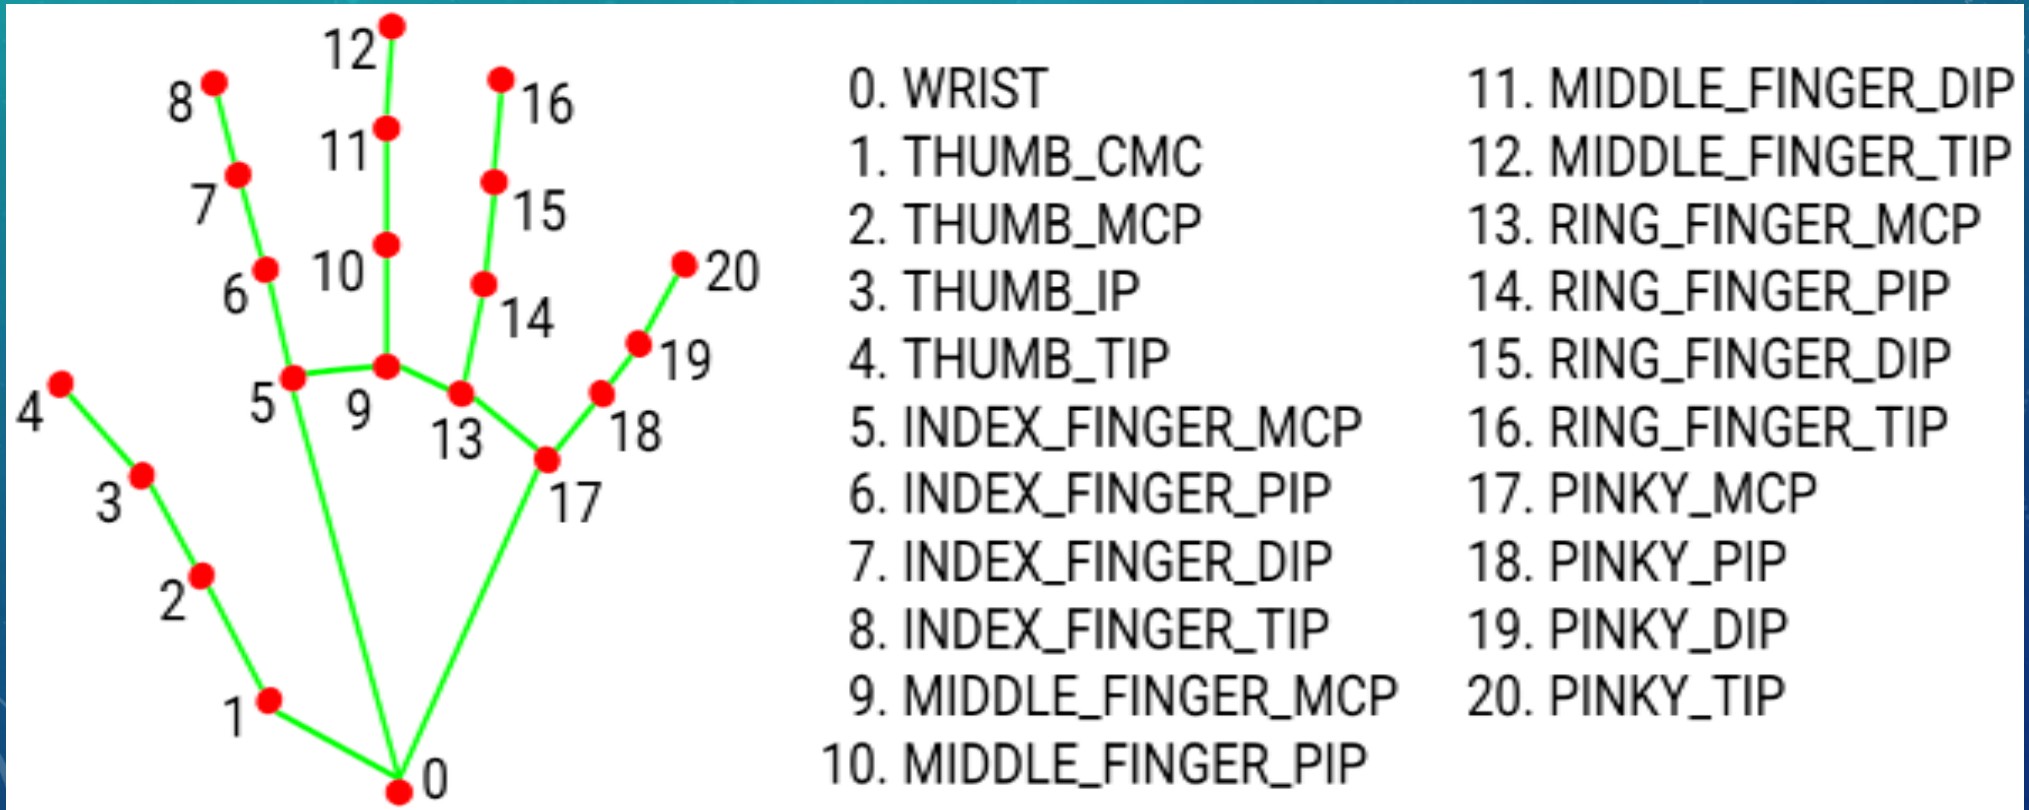 12
8
16
11
7
15
10
6
20
14
19
4
5
9
13
18
3
17
2
1
0
0. WRIST
1. THUMB_CMC
2. THUMB_MCP
3. THUMB_IP
4. THUMB_TIP
5. INDEX_FINGER_MCP
6. INDEX_FINGER_PIP
7. INDEX_FINGER_DIP
8. INDEX_FINGER_TIP
9. MIDDLE_FINGER_MCP
10. MIDDLE_FINGER_PIP
11. MIDDLE_FINGER_DIP
12. MIDDLE_FINGER_TIP
13. RING_FINGER_MCP
14. RING_FINGER_PIP
15. RING_FINGER_DIP
16. RING_FINGER_TIP
17. PINKY_MCP
18. PINKY_PIP
19. PINKY_DIP
20. PINKY_TIP